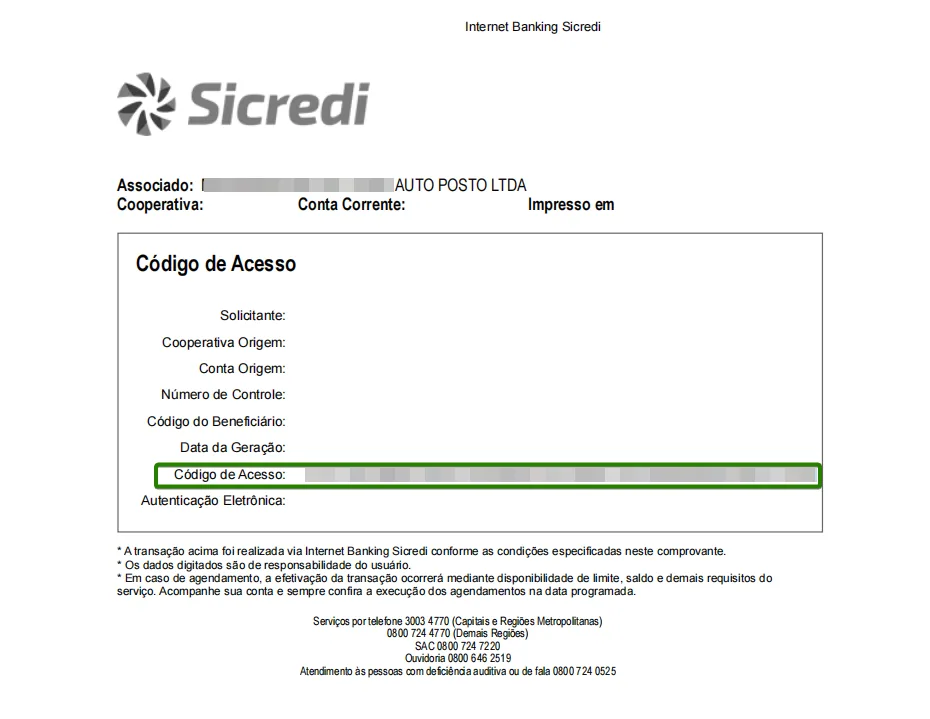 Internet Banking Sicredi
Sicredi
Associado: AUTO POSTO LTDA
Cooperativa: Conta Corrente: Impresso em
Código de Acesso
Solicitante:
Cooperativa Origem:
Conta Origem:
Número de Controle:
Código do Beneficiário:
Data da Geração:
Código de Acesso:
Autenticação Eletrônica:
* A transação acima foi realizada via Internet Banking Sicredi conforme as condições especificadas neste comprovante.
* Os dados digitados são de responsabilidade do usuário.
* Em caso de agendamento, a efetivação da transação ocorrerá mediante disponibilidade de limite, saldo e demais requisitos do
serviço. Acompanhe sua conta e sempre confira a execução dos agendamentos na data programada.
Serviços por telefone 3003 4770 (Capitais e Regiões Metropolitanas)
0800 724 4770 (Demais Regiões)
SAC 0800 724 7220
Ouvidoria 0800 646 2519
Atendimento às pessoas com deficiência auditiva ou de fala 0800 724 0525